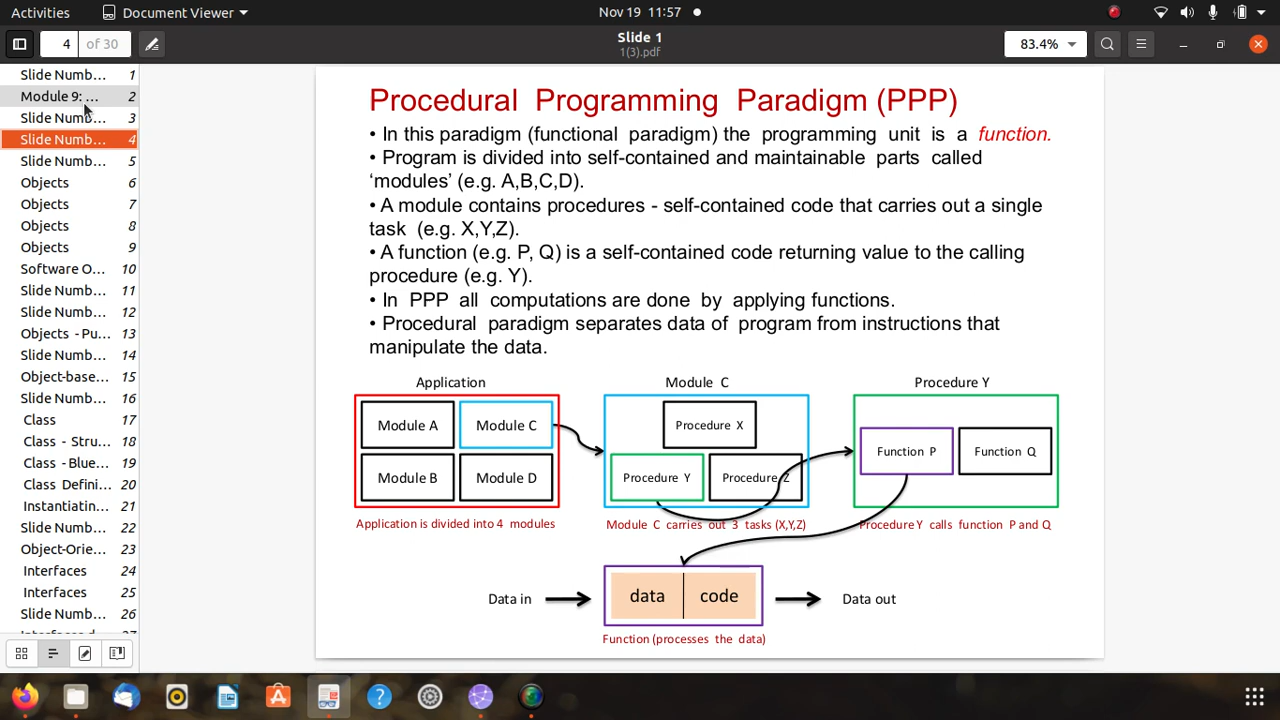 Activities
Document Viewer
Nov 19 11:57
4
of 30
Slide 1
1(3).pdf
83.4%
Slide Numb... 1
Module 9: ... 2
Slide Numb... 3
Slide Numb... 4
Slide Numb... 5
Objects 6
Objects 7
Objects 8
Objects 9
Software O... 10
Slide Numb... 11
Slide Numb... 12
Objects - Pu... 13
Slide Numb... 14
Object-base... 15
Slide Numb... 16
Class 17
Class - Stru... 18
Class - Blue... 19
Class Defini... 20
Instantiatin... 21
Slide Numb... 22
Object-Orie... 23
Interfaces 24
Interfaces 25
Slide Numb... 26
Procedural Programming Paradigm (PPP)
• In this paradigm (functional paradigm) the programming unit is a function.
• Program is divided into self-contained and maintainable parts called
‘modules’ (e.g. A,B,C,D).
• A module contains procedures - self-contained code that carries out a single
task (e.g. X,Y,Z).
• A function (e.g. P, Q) is a self-contained code returning value to the calling
procedure (e.g. Y).
• In PPP all computations are done by applying functions.
• Procedural paradigm separates data of program from instructions that
manipulate the data.
Application
Module A
Module C
Module B
Module D
Application is divided into 4 modules
Module C
Procedure X
Procedure Y
Procedure Z
Module C carries out 3 tasks (X,Y,Z)
Procedure Y
Function P
Function Q
Procedure Y calls function P and Q
Data in
data
code
Data out
Function (processes the data)